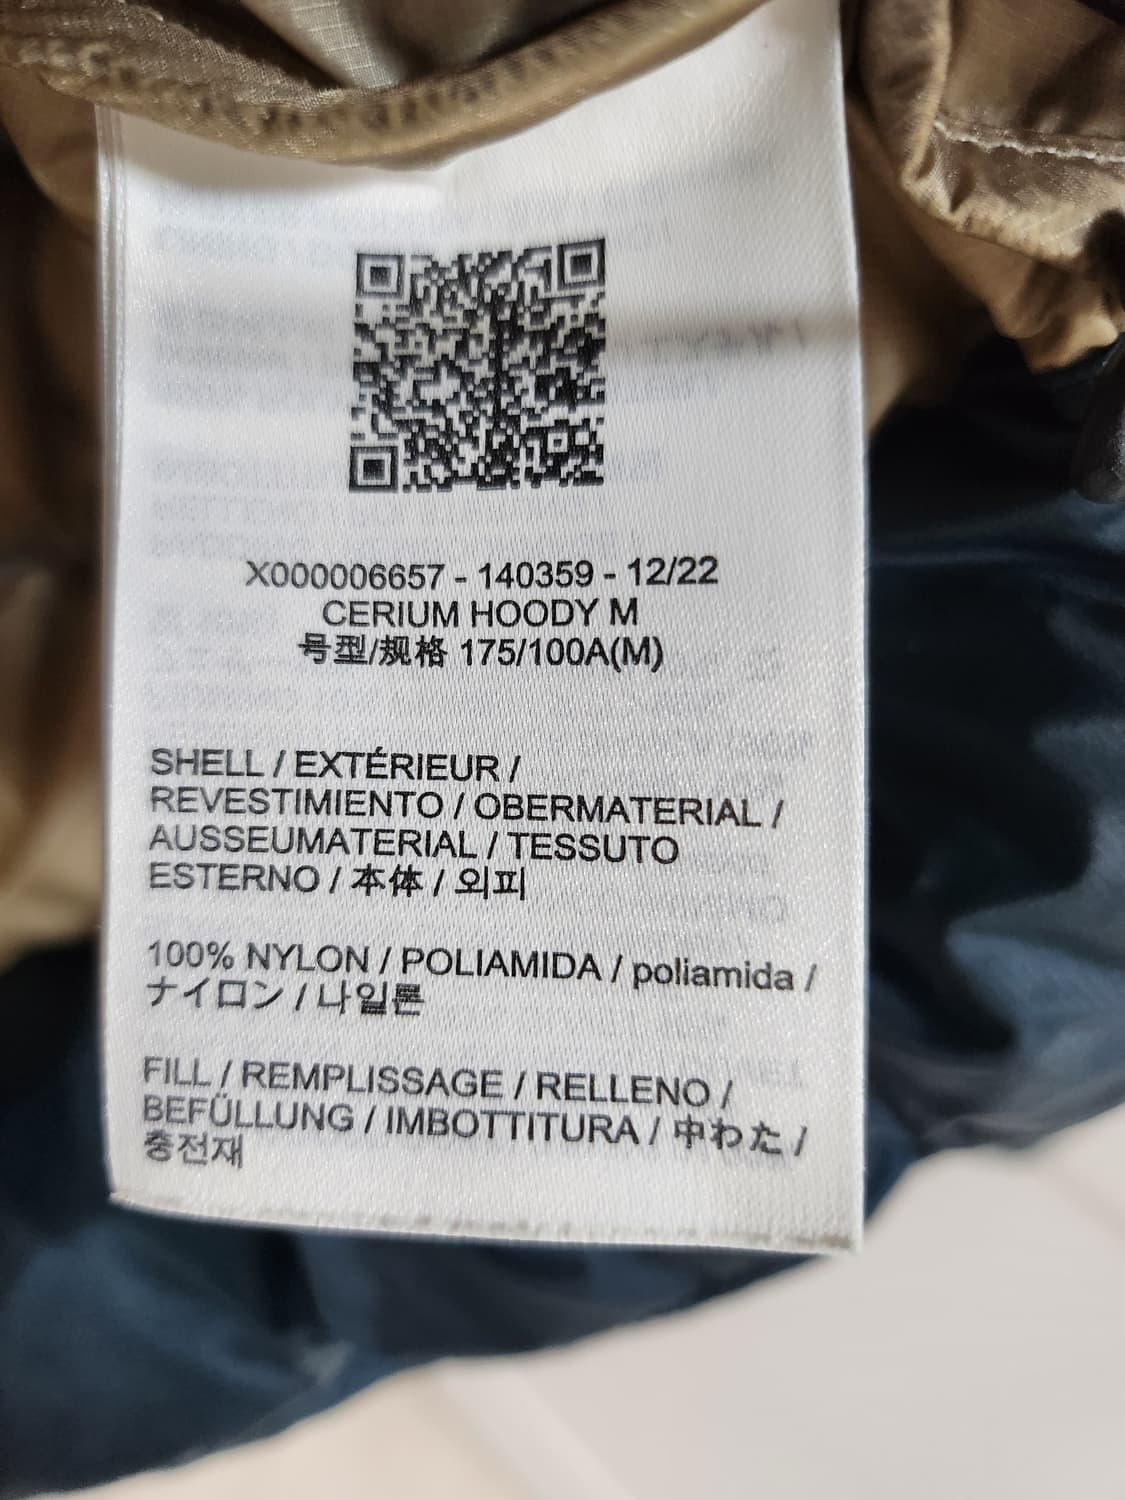 X000006657 - 140359 - 12/22
CERIUM HOODY M
号型/规格 175/100A(M)
SHELL / EXTÉRIEUR /
REVESTIMIENTO / OBERMATERIAL /
AUSSEUMATERIAL / TESSUTO
ESTERNO / 本体 / 외피
100% NYLON / POLIAMIDA / poliamida /
ナイロン / 나일론
FILL / REMPLISSAGE / RELLENO /
BEFÜLLUNG / IMBOTTITURA / 中わた /
충전재